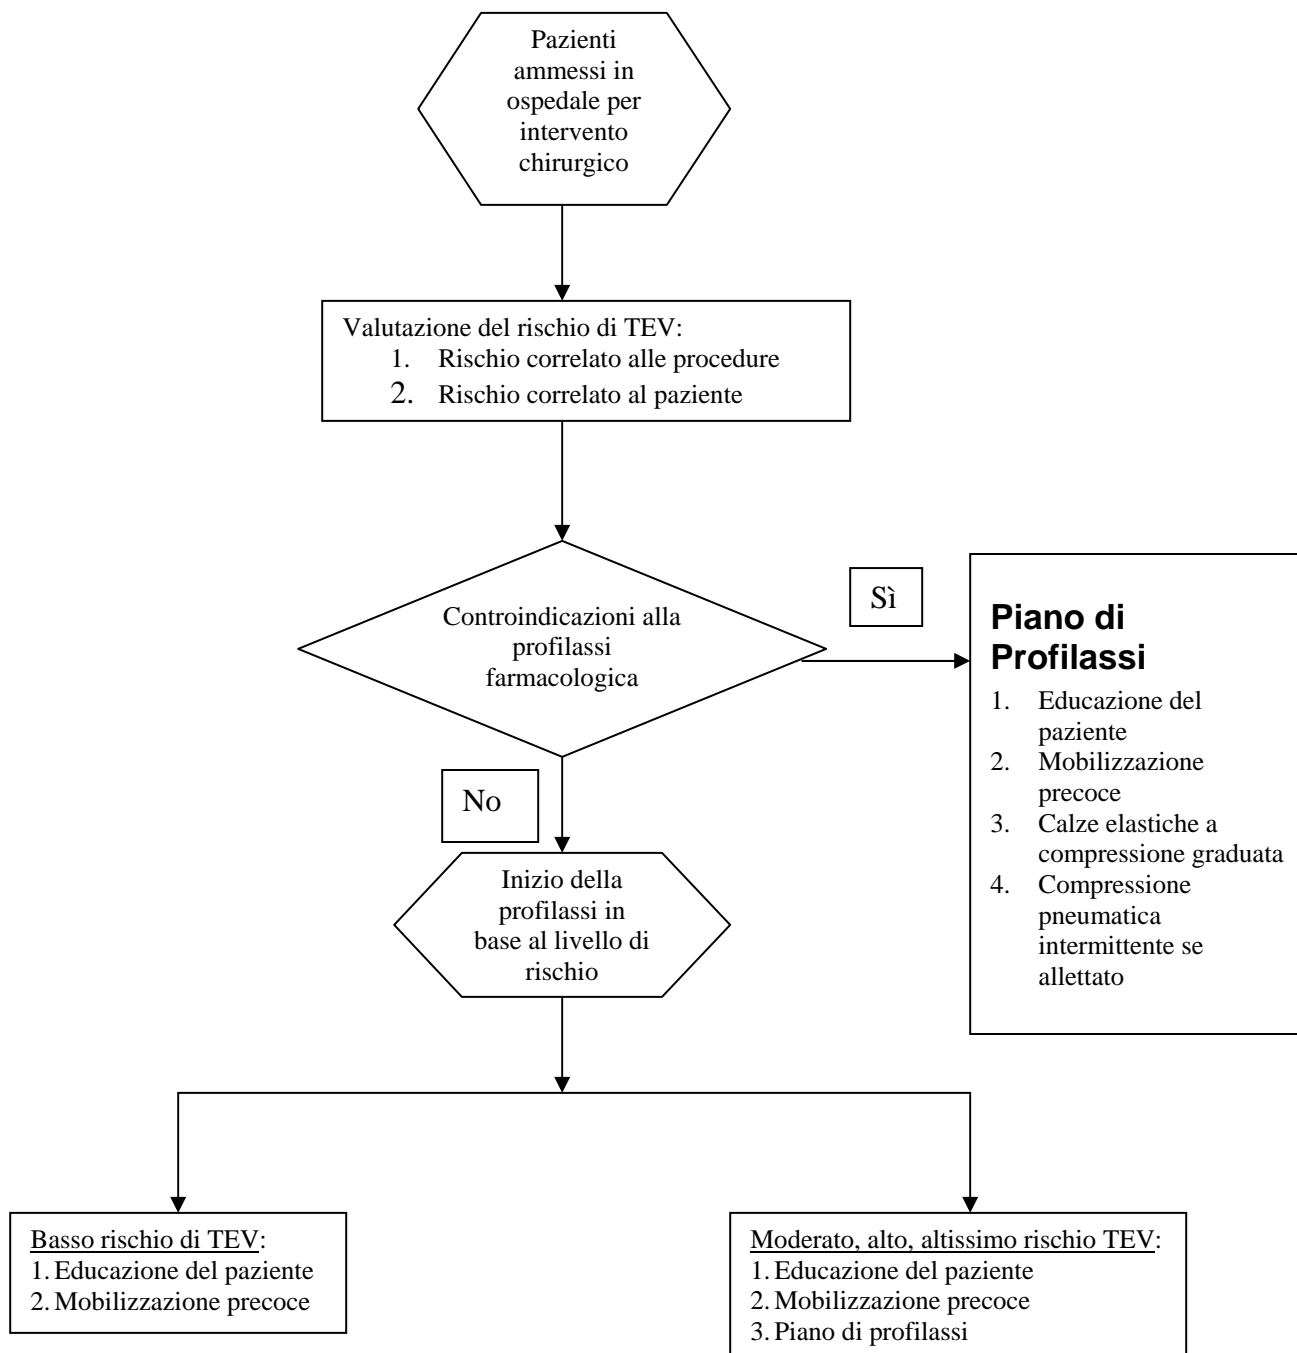 Pazienti
ammessi in
ospedale per
intervento
chirurgico
Valutazione del rischio di TEV:
1. Rischio correlato alle procedure
2. Rischio correlato al paziente
Controindicazioni alla
profilassi
farmacologica
Sì
Piano di
Profilassi
1. Educazione del
paziente
2. Mobilizzazione
precoce
3. Calze elastiche a
compressione graduata
4. Compressione
pneumatica
intermittente se
allettato
No
Inizio della
profilassi in
base al livello di
rischio
Basso rischio di TEV:
1. Educazione del paziente
2. Mobilizzazione precoce
Moderato, alto, altissimo rischio TEV:
1. Educazione del paziente
2. Mobilizzazione precoce
3. Piano di profilassi